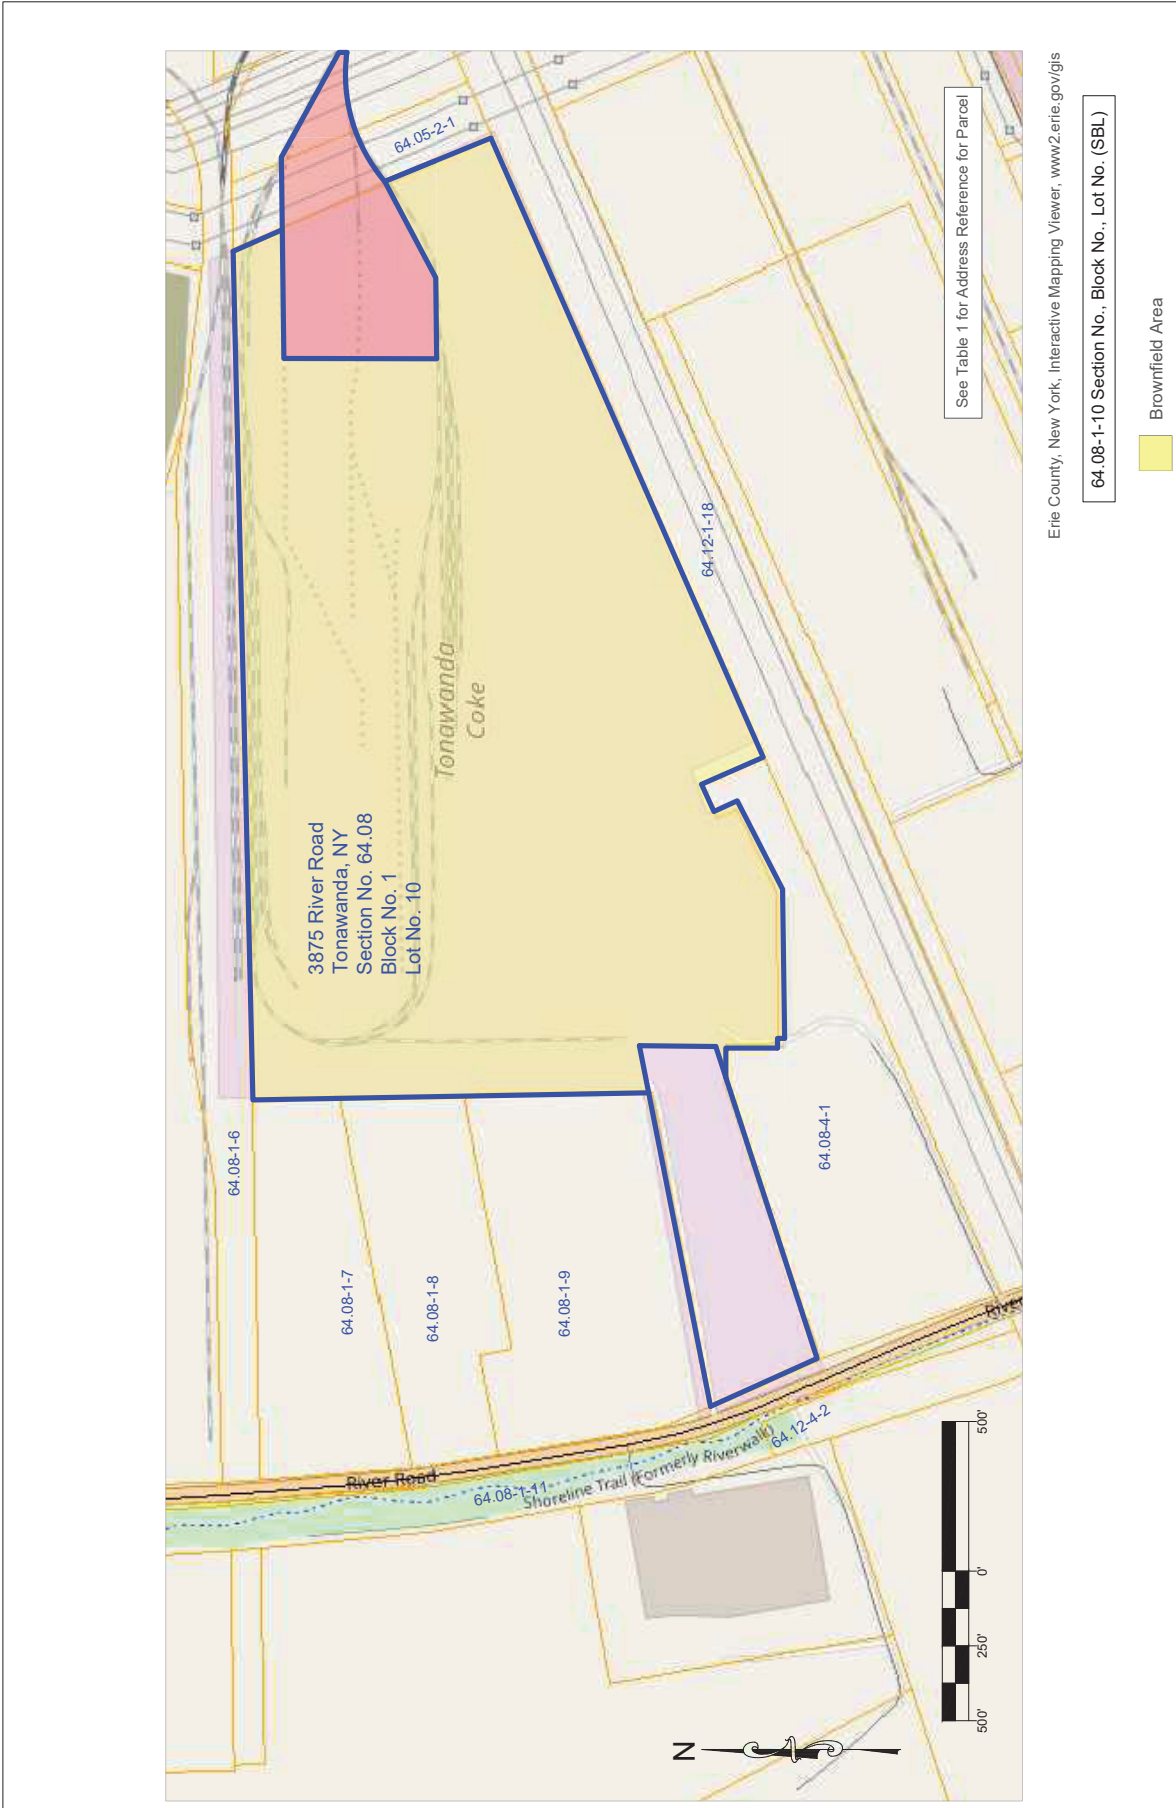 64.05-2-1
See Table 1 for Address Reference for Parcel
Erie County, New York, Interactive Mapping Viewer, www2.erie.gov/gis
64.08-1-10 Section No., Block No., Lot No. (SBL)
Brownfield Area
64.12-1-18
Tonawanda
Coke
3875 River Road
Tonawanda, NY
Section No. 64.08
Block No. 1
Lot No. 10
64.08-1-6
64.08-1-7
64.08-1-8
64.08-1-9
64.08-4-1
River Road
64.08-1-11
Shoreline Trail (Formerly Riverwalk)
64.12-4-2
River
N
500'
250'
0'
500'